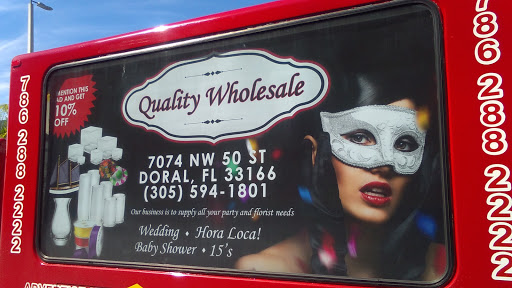 MENTION THIS
AD AND GET
10%
OFF
Quality Wholesale
7074 NW 50 ST
DORAL, FL 33166
(305) 594-1801
Our business is to supply all your party and florist needs
Wedding • Hora Loca!
Baby Shower • 15's
786 288 2222
786 288 2222